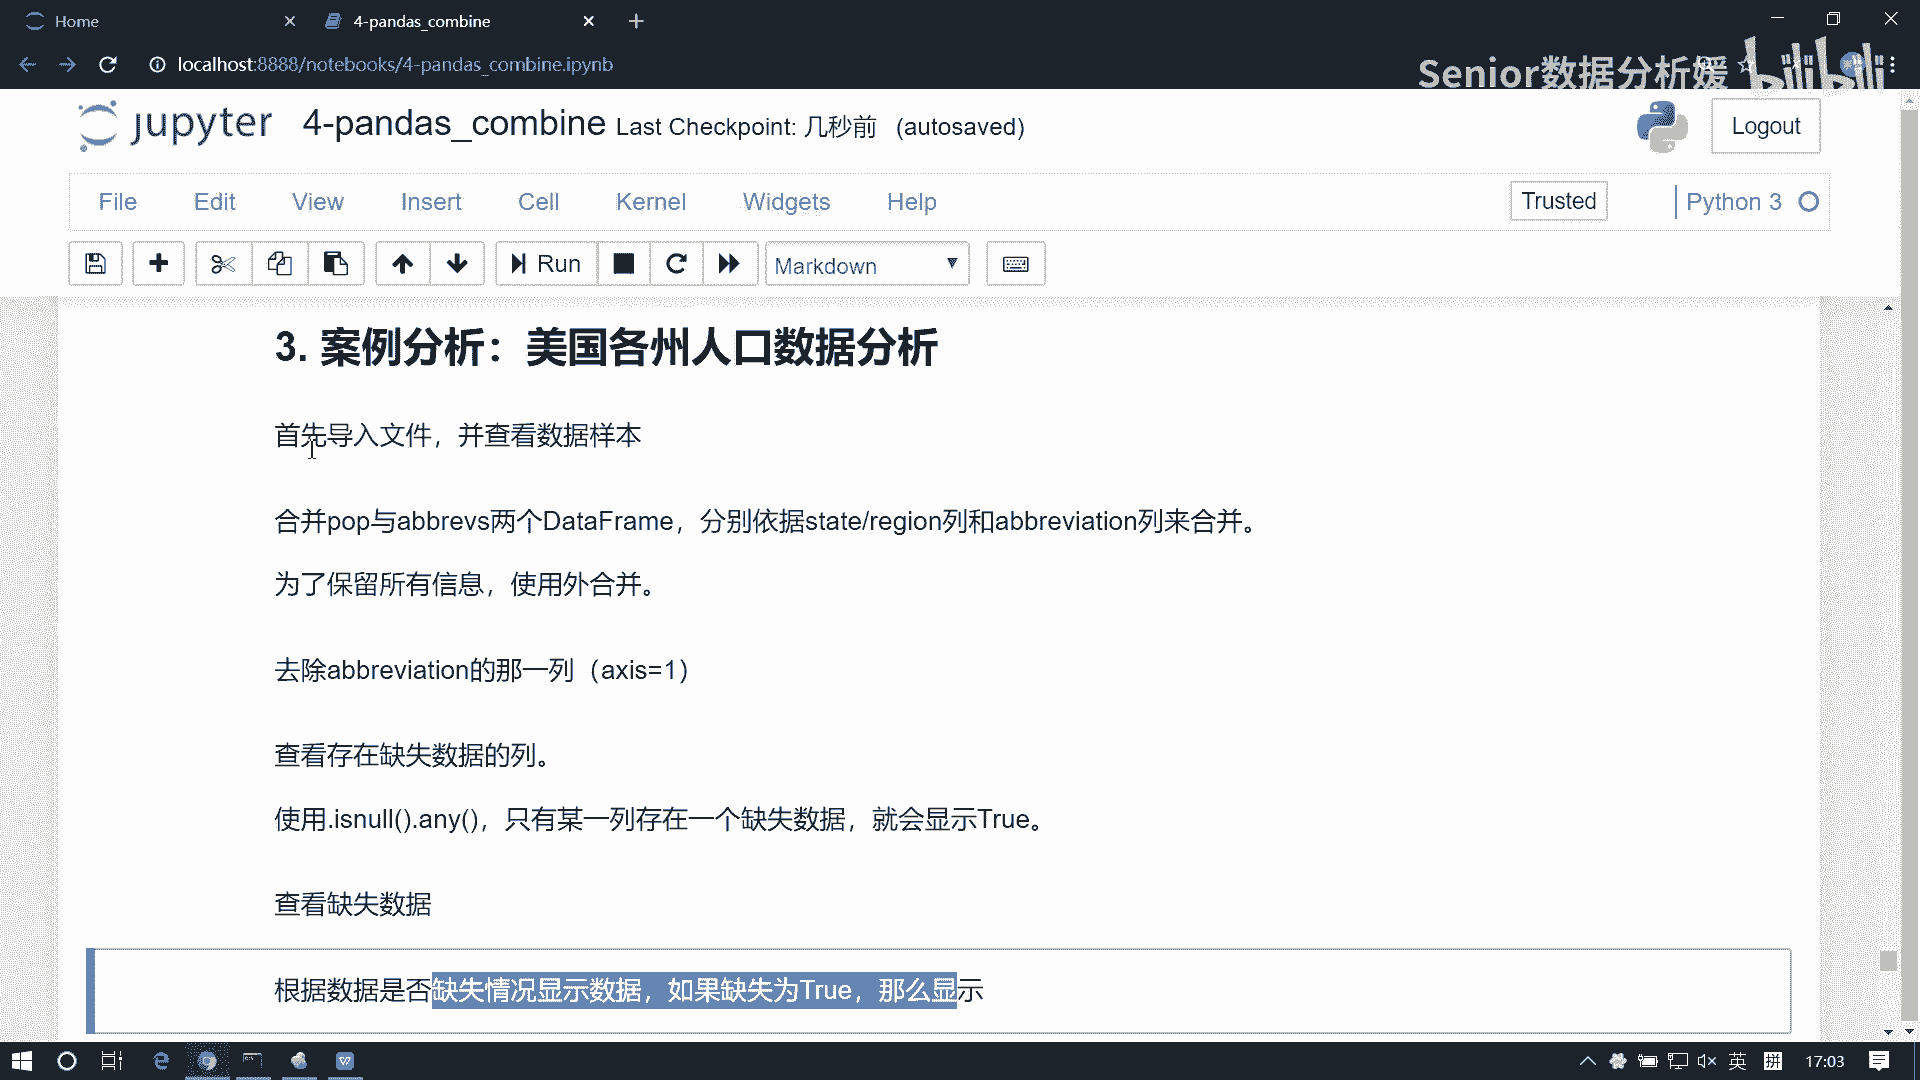 Home
4-pandas_combine
localhost:8888/notebooks/4-pandas_combine.ipynb
Senior数据分析媛
bilibili
jupyter 4-pandas_combine Last Checkpoint: 几秒前 (autosaved)
Logout
File Edit View Insert Cell Kernel Widgets Help
Trusted
Python 3
Run
Markdown
3. 案例分析：美国各州人口数据分析
首先导入文件，并查看数据样本
合并pop与abbrevs两个DataFrame，分别依据state/region列和abbreviation列来合并。
为了保留所有信息，使用外合并。
去除abbreviation的那一列（axis=1）
查看存在缺失数据的列。
使用.isnull().any()，只有某一列存在一个缺失数据，就会显示True。
查看缺失数据
根据数据是否缺失情况显示数据，如果缺失为True，那么显示
英
拼
17:03